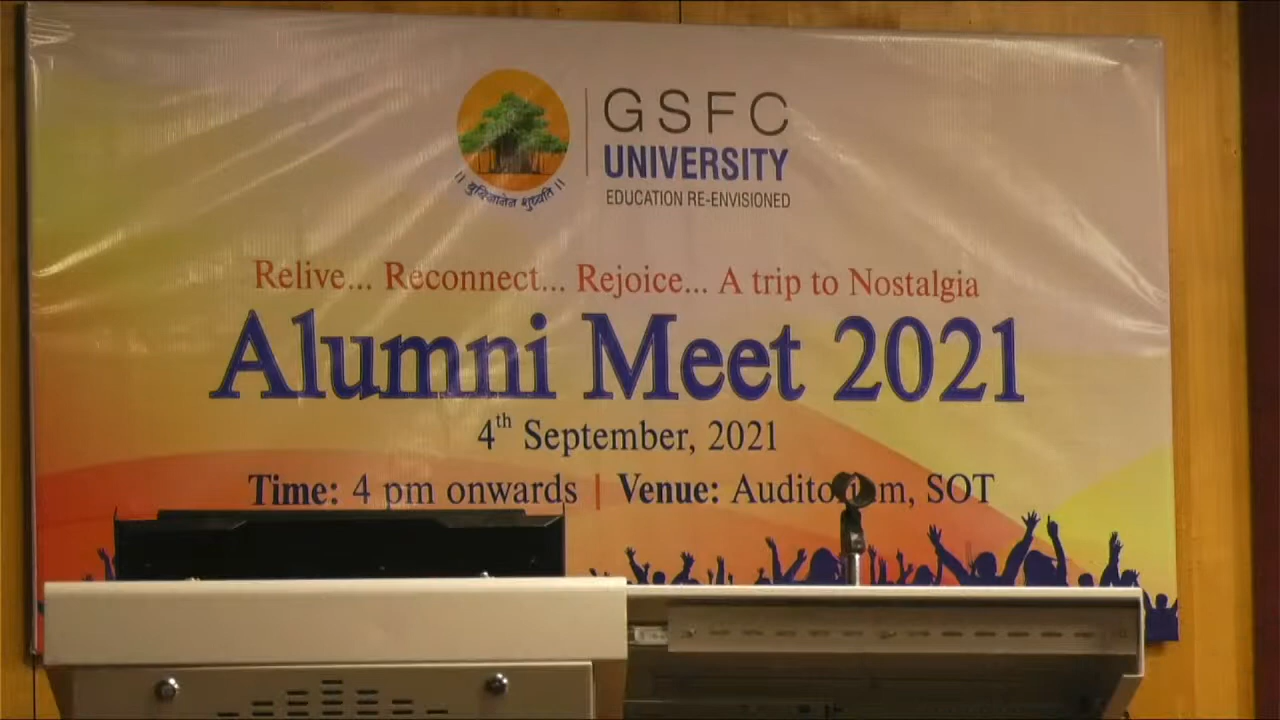 GSFC
UNIVERSITY
EDUCATION RE-ENVISIONED
Relive... Reconnect... Rejoice... A trip to Nostalgia
Alumni Meet 2021
4th September, 2021
Time: 4 pm onwards | Venue: Auditorium, SOT